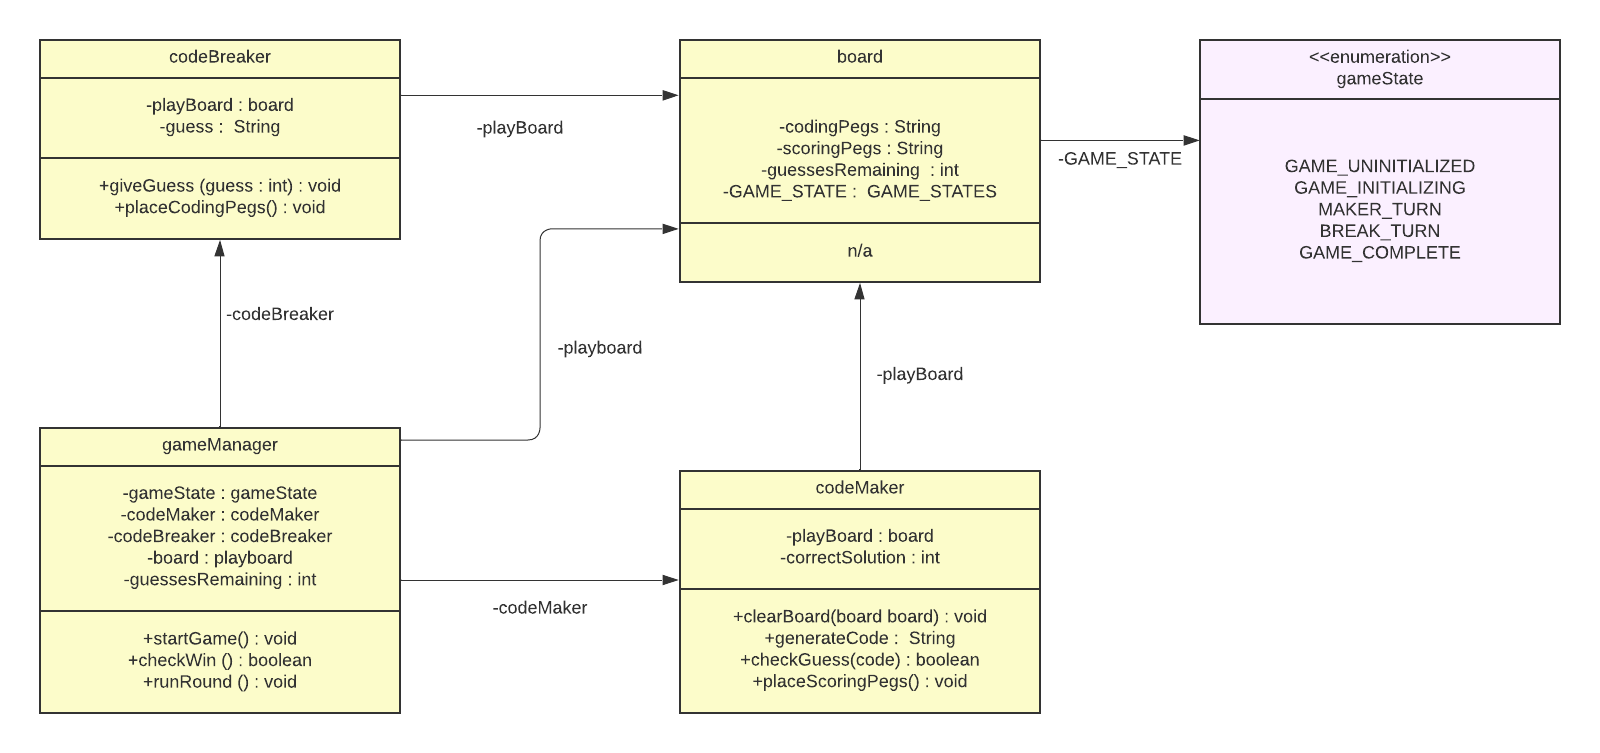 codeBreaker
-playBoard : board
-guess :  String
+giveGuess (guess : int) : void
+placeCodingPegs() : void
-playBoard
board
-codingPegs : String
-scoringPegs : String
-guessesRemaining  : int
-GAME_STATE :  GAME_STATES
n/a
-GAME_STATE
<<enumeration>>
gameState
GAME_UNINITIALIZED
GAME_INITIALIZING
MAKER_TURN
BREAK_TURN
GAME_COMPLETE
-codeBreaker
-playboard
-playBoard
gameManager
-gameState : gameState
-codeMaker : codeMaker
-codeBreaker : codeBreaker
-board : playboard
-guessesRemaining : int
+startGame() : void
+checkWin () : boolean
+runRound () : void
-codeMaker
codeMaker
-playBoard : board
-correctSolution : int
+clearBoard(board board) : void
+generateCode :  String
+checkGuess(code) : boolean
+placeScoringPegs() : void